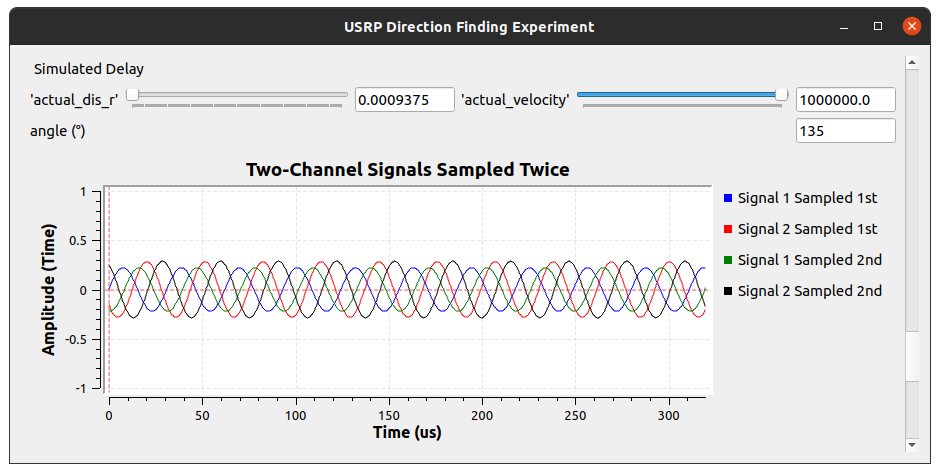 USRP Direction Finding Experiment
Simulated Delay
'actual_dis_r' 0.0009375 'actual_velocity' 1000000.0
angle (°) 135
Two-Channel Signals Sampled Twice
Signal 1 Sampled 1st
Signal 2 Sampled 1st
Signal 1 Sampled 2nd
Signal 2 Sampled 2nd
Amplitude (Time)
1
0.5
0
-0.5
-1
0 50 100 150 200 250 300
Time (us)